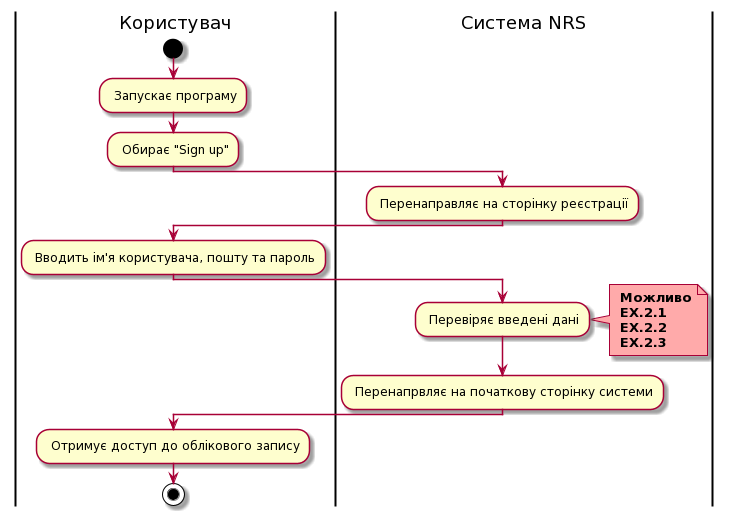 Користувач
Система NRS
Запускає програму
Обирає "Sign up"
Перенаправляє на сторінку реєстрації
Вводить ім'я користувача, пошту та пароль
Перевіряє введені дані
Можливо
EX.2.1
EX.2.2
EX.2.3
Перенапрвляє на початкову сторінку системи
Отримує доступ до облікового запису